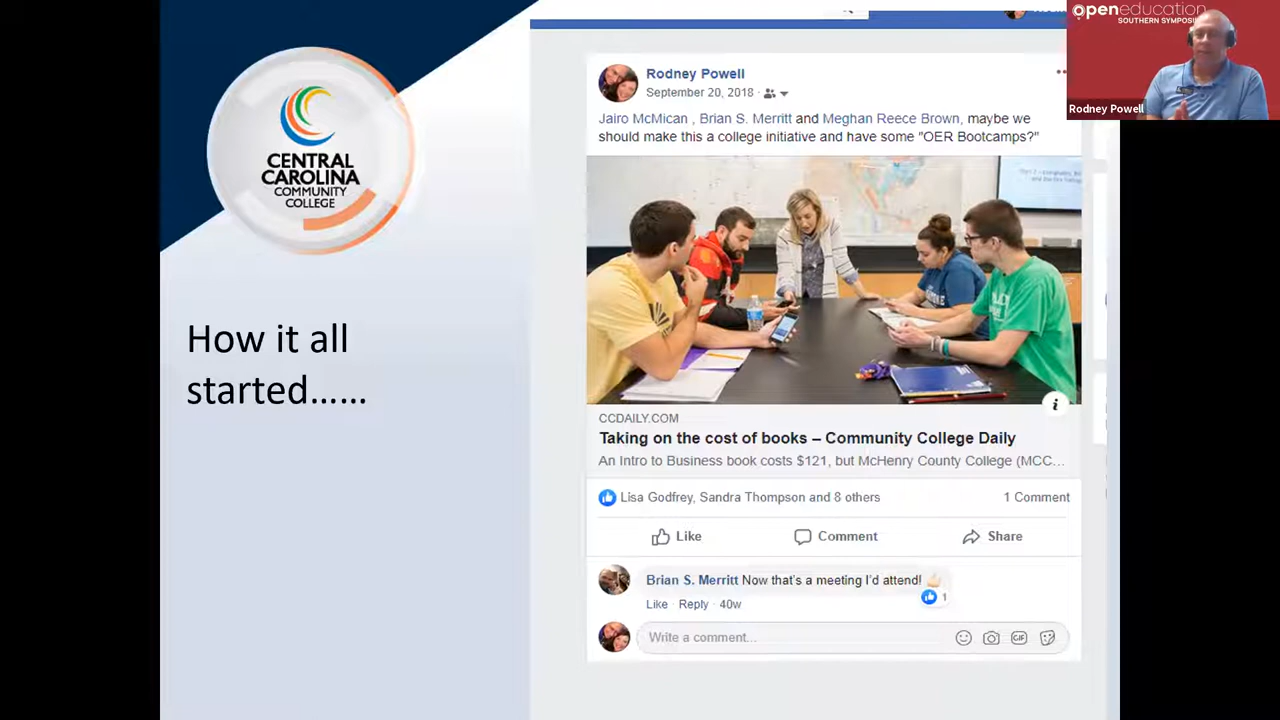 CENTRAL
CAROLINA
COMMUNITY
COLLEGE
How it all
started……
Rodney Powell
September 20, 2018 ·
Jairo McMican , Brian S. Merritt and Meghan Reece Brown, maybe we
should make this a college initiative and have some "OER Bootcamps?"
CCDAILY.COM
Taking on the cost of books – Community College Daily
An Intro to Business book costs $121, but McHenry County College (MCC...
Lisa Godfrey, Sandra Thompson and 8 others
1 Comment
Like
Comment
Share
Brian S. Merritt Now that's a meeting I'd attend!
1
Like · Reply · 40w
Write a comment...
GIF
open education
SOUTHERN
Rodney Powell